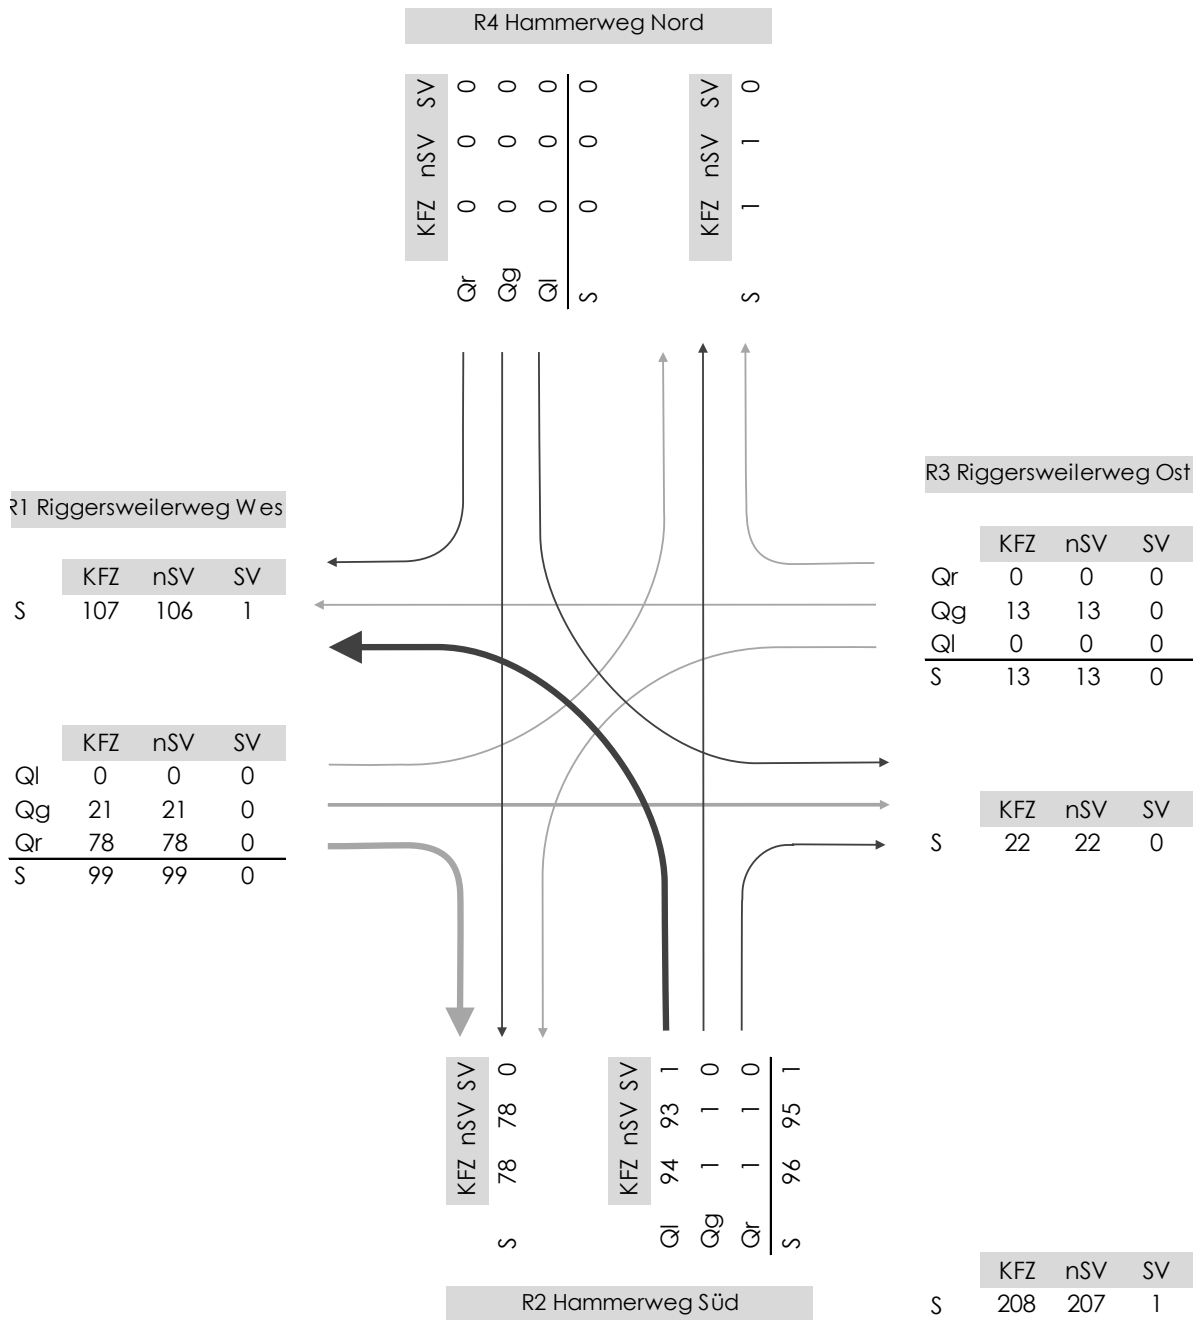 R4 Hammerweg Nord
KFZ nSV SV
Qr 0 0 0
Qg 0 0 0
Ql 0 0 0
S 0 0 0
KFZ nSV SV
S 1 1 0
R1 Riggersweilerweg Wes
KFZ nSV SV
S 107 106 1
KFZ nSV SV
Ql 0 0 0
Qg 21 21 0
Qr 78 78 0
S 99 99 0
R3 Riggersweilerweg Ost
KFZ nSV SV
Qr 0 0 0
Qg 13 13 0
Ql 0 0 0
S 13 13 0
KFZ nSV SV
S 22 22 0
KFZ nSV SV
S 78 78 0
KFZ nSV SV
Ql 94 93 1
Qg 1 1 0
Qr 1 1 0
S 96 95 1
R2 Hammerweg Süd
KFZ nSV SV
S 208 207 1